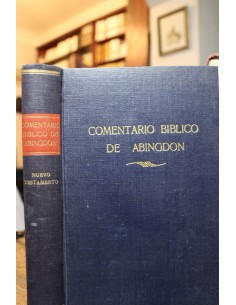 COMENTARIO BIBLICO
DE ABINGDON
COMENTARIO
BIBLICO DE
ABINGDON
NUEVO
TESTAMENTO